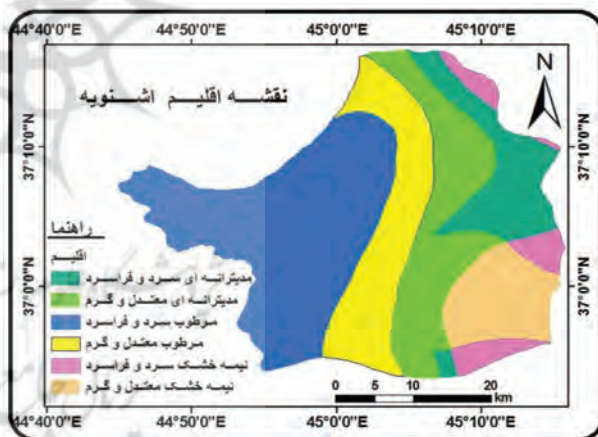 44°40'0"E 44°50'0"E 45°0'0"E 45°10'0"E
نقشه اقلیم اشنویه
N
37°10'0"N
37°10'0"N
راهنما
اقلیم
مدیترانه ای سرد و فراسرد
مدیترانه ای معتدل و گرم
مرطوب سرد و فراسرد
مرطوب معتدل و گرم
نیمه خشک سرد و فراسرد
نیمه خشک معتدل و گرم
37°0'0"N
37°0'0"N
0 5 10 20
km
44°40'0"E 44°50'0"E 45°0'0"E 45°10'0"E